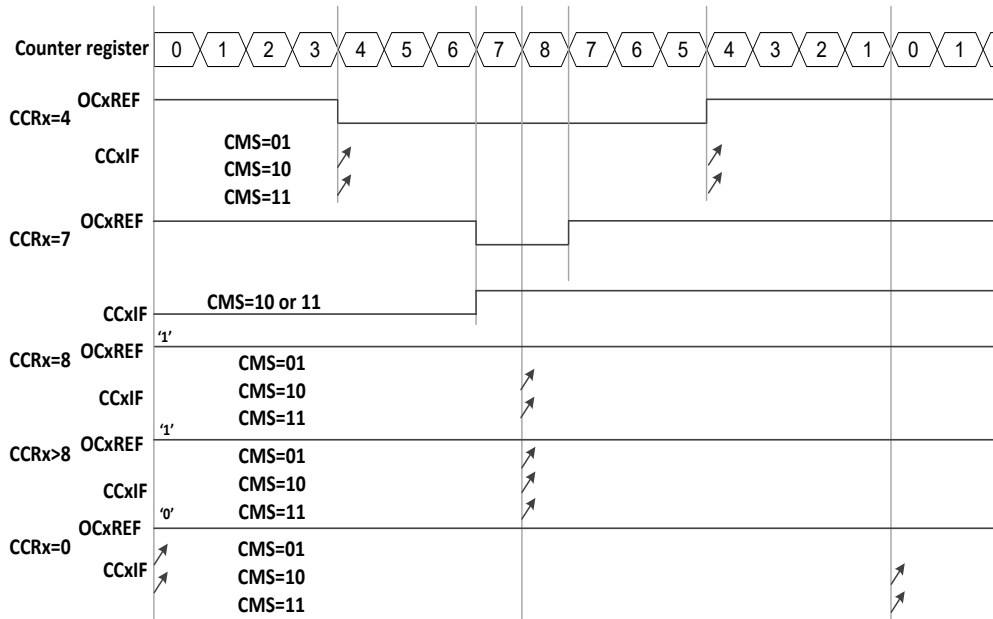 Counter register 0 1 2 3 4 5 6 7 8 7 6 5 4 3 2 1 0 1
OCxREF
CCRx=4
CMS=01
CCxIF
CMS=10
CMS=11
OCxREF
CCRx=7
CMS=10 or 11
CCxIF
‘1’
OCxREF
CCRx=8
CMS=01
CMS=10
CCxIF
CMS=11
‘1’
OCxREF
CCRx>8
CMS=01
CMS=10
CCxIF
CMS=11
‘0’
OCxREF
CCRx=0
CMS=01
CCxIF
CMS=10
CMS=11